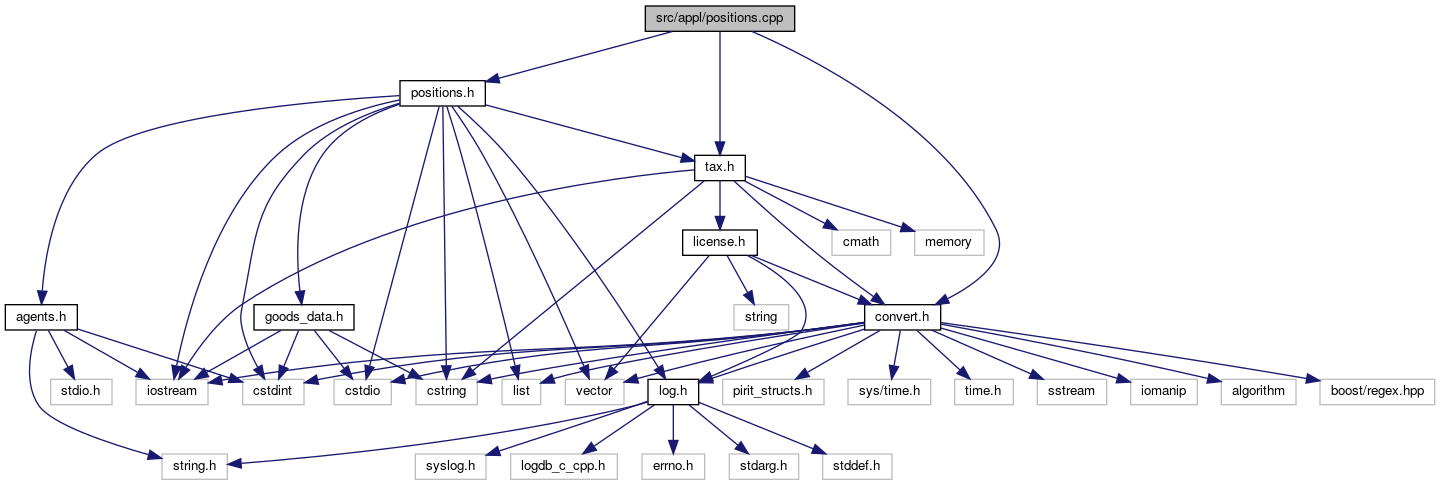 src/appl/positions.cpp
positions.h
tax.h
license.h
cmath
memory
agents.h
goods_data.h
string
convert.h
stdio.h
iostream
cstdint
cstdio
cstring
list
vector
log.h
pirit_structs.h
sys/time.h
time.h
sstream
iomanip
algorithm
boost/regex.hpp
string.h
syslog.h
logdb_c_cpp.h
errno.h
stdarg.h
stddef.h